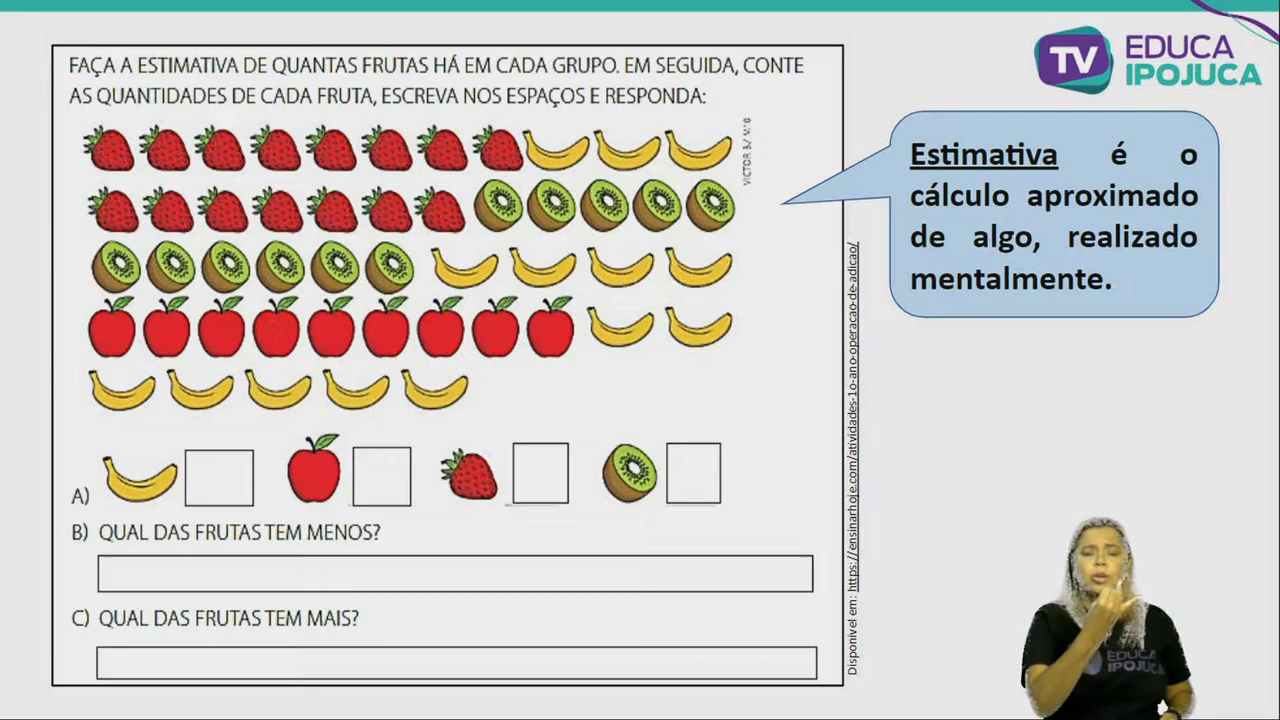 TV EDUCA
IPOJUCA
FAÇA A ESTIMATIVA DE QUANTAS FRUTAS HÁ EM CADA GRUPO. EM SEGUIDA, CONTE
AS QUANTIDADES DE CADA FRUTA, ESCREVA NOS ESPAÇOS E RESPONDA:
Estimativa é o
cálculo aproximado
de algo, realizado
mentalmente.
A)
B) QUAL DAS FRUTAS TEM MENOS?
C) QUAL DAS FRUTAS TEM MAIS?
Disponível em: https://ensinarhoje.com/atividades-1o-ano-operacao-de-adicao/
EDUCA
IPOJUCA